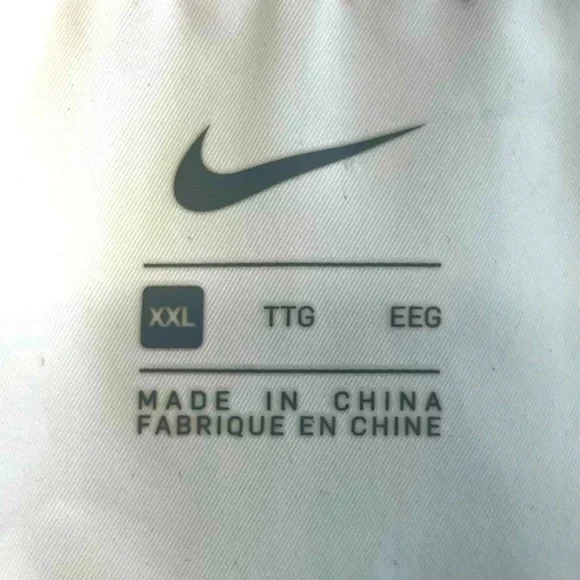 XXL TTG EEG
MADE IN CHINA
FABRIQUE EN CHINE